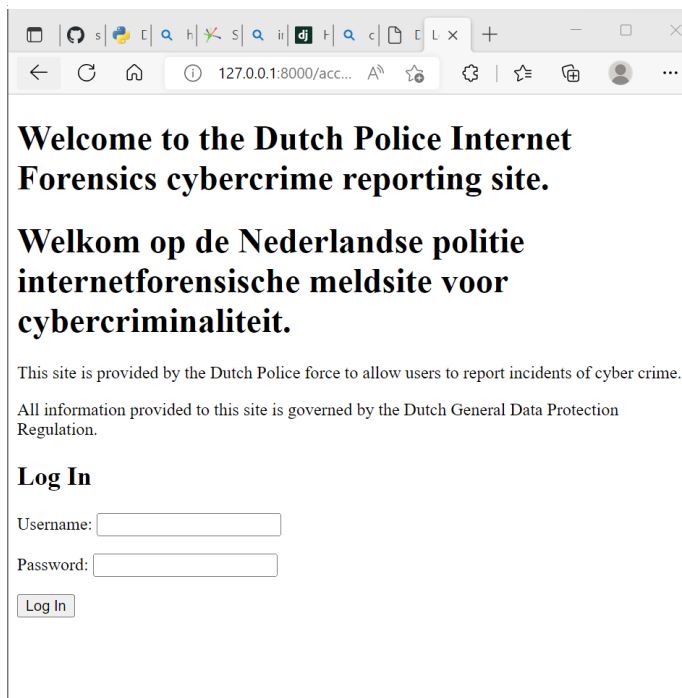 s
D
h
S
in
dj
H
c
D
L
127.0.0.1:8000/acc...
Welcome to the Dutch Police Internet
Forensics cybercrime reporting site.
Welkom op de Nederlandse politie
internetforensische meldsite voor
cybercriminaliteit.
This site is provided by the Dutch Police force to allow users to report incidents of cyber crime.
All information provided to this site is governed by the Dutch General Data Protection
Regulation.
Log In
Username:
Password:
Log In